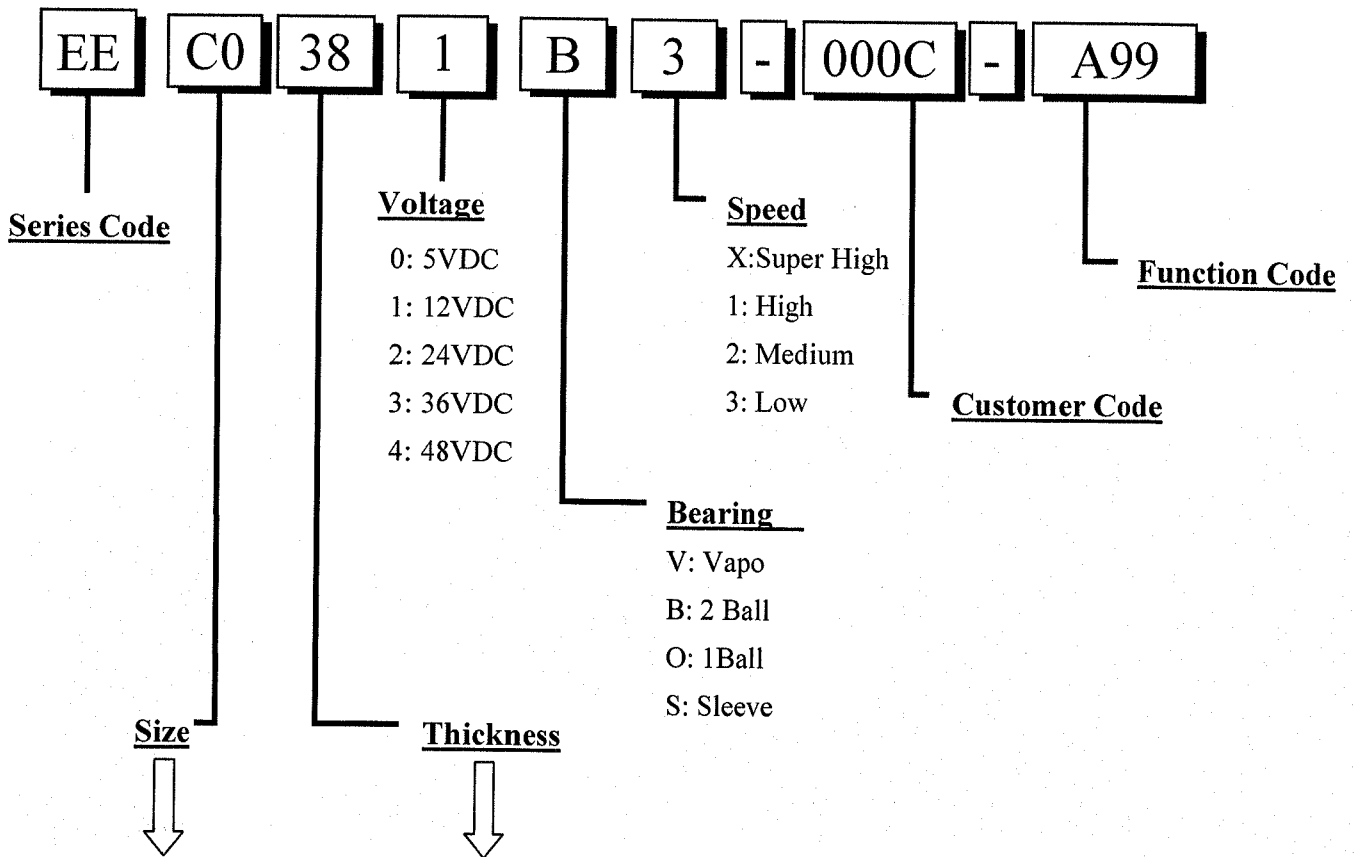 EE C0 38 1 B 3 - 000C - A99
Series Code
Voltage
0: 5VDC
1: 12VDC
2: 24VDC
3: 36VDC
4: 48VDC
Speed
X:Super High
1: High
2: Medium
3: Low
Function Code
Customer Code
Bearing
V: Vapo
B: 2 Ball
O: 1Ball
S: Sleeve
Size
Thickness